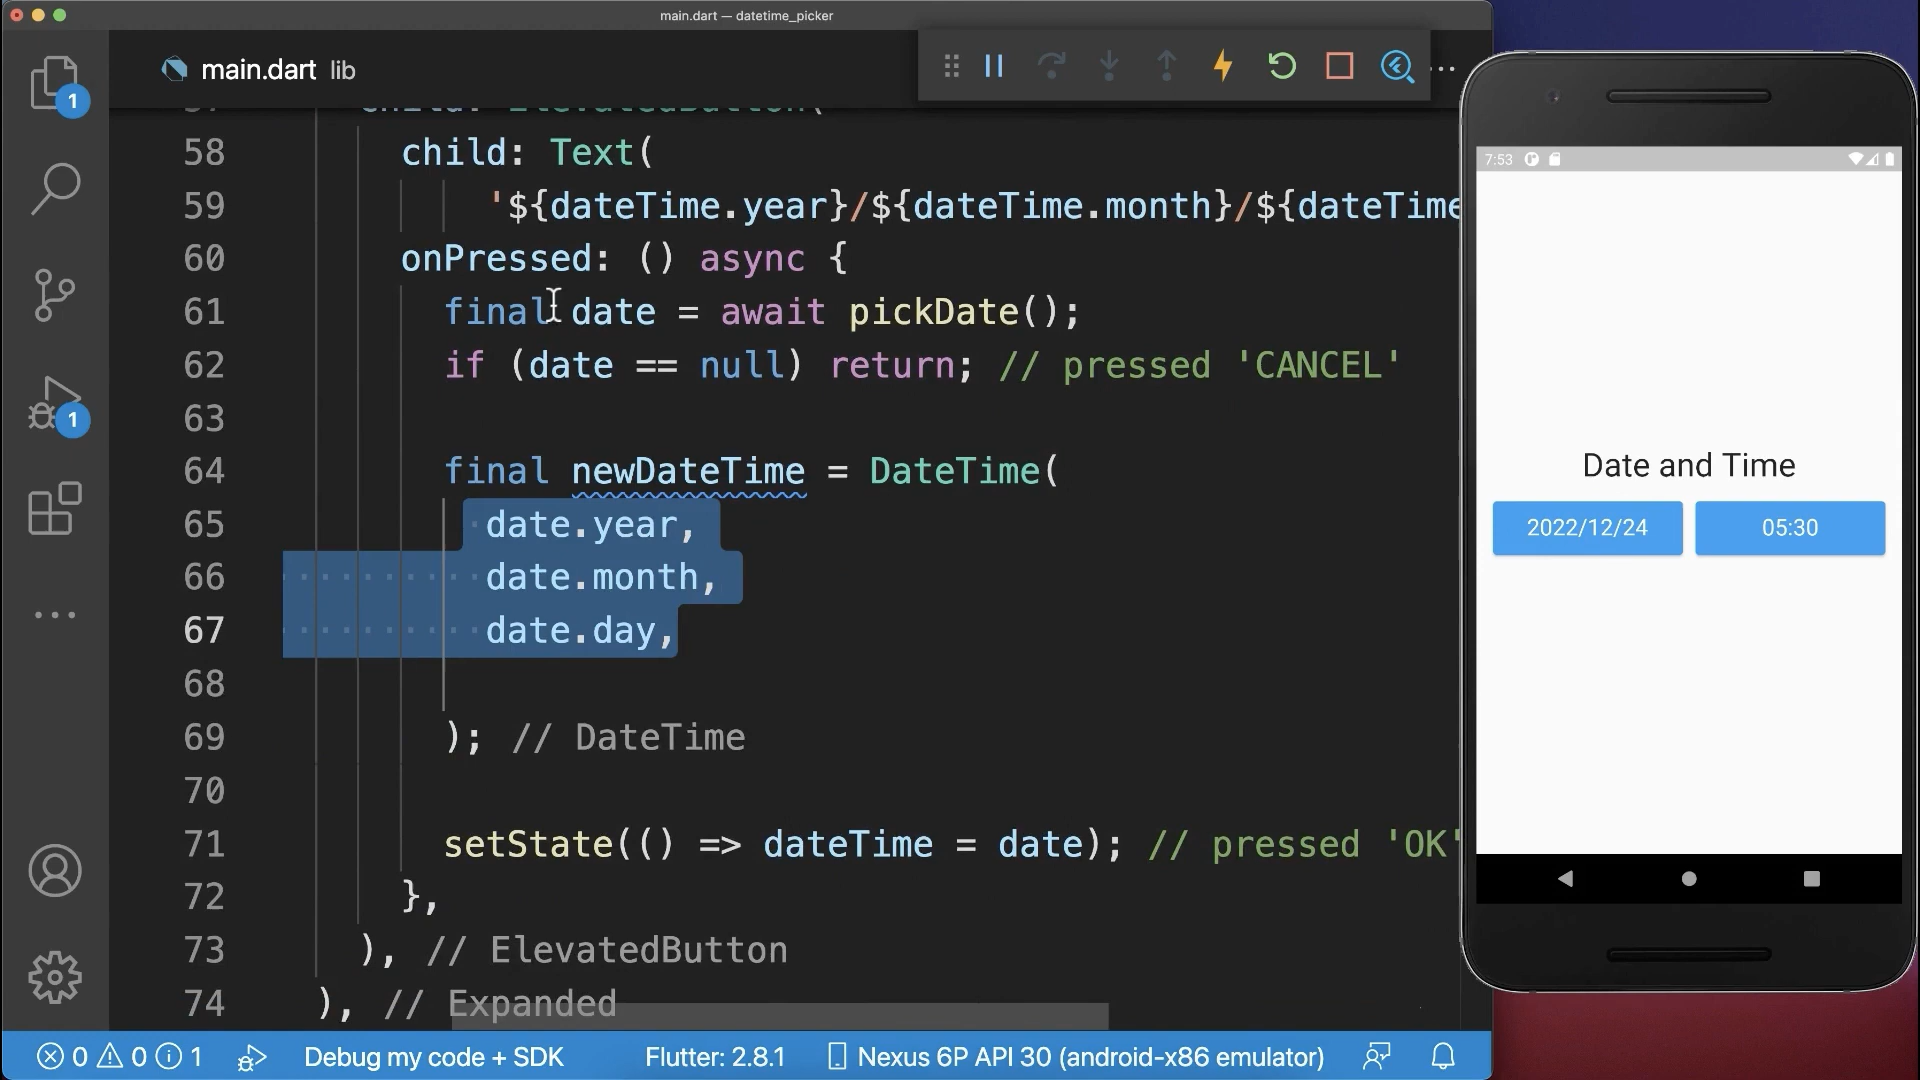 main.dart — datetime_picker
main.dart lib
1
58 child: Text(
59 '${dateTime.year}/${dateTime.month}/${dateTime
60 onPressed: () async {
61 final date = await pickDate();
62 if (date == null) return; // pressed 'CANCEL'
63
64 final newDateTime = DateTime(
65 date.year,
66 date.month,
67 date.day,
68
69 ); // DateTime
70
71 setState(() => dateTime = date); // pressed 'OK'
72 },
73 ), // ElevatedButton
74 ), // Expanded
1
0 0 1 Debug my code + SDK Flutter: 2.8.1 Nexus 6P API 30 (android-x86 emulator)
7:53
Date and Time
2022/12/24 05:30